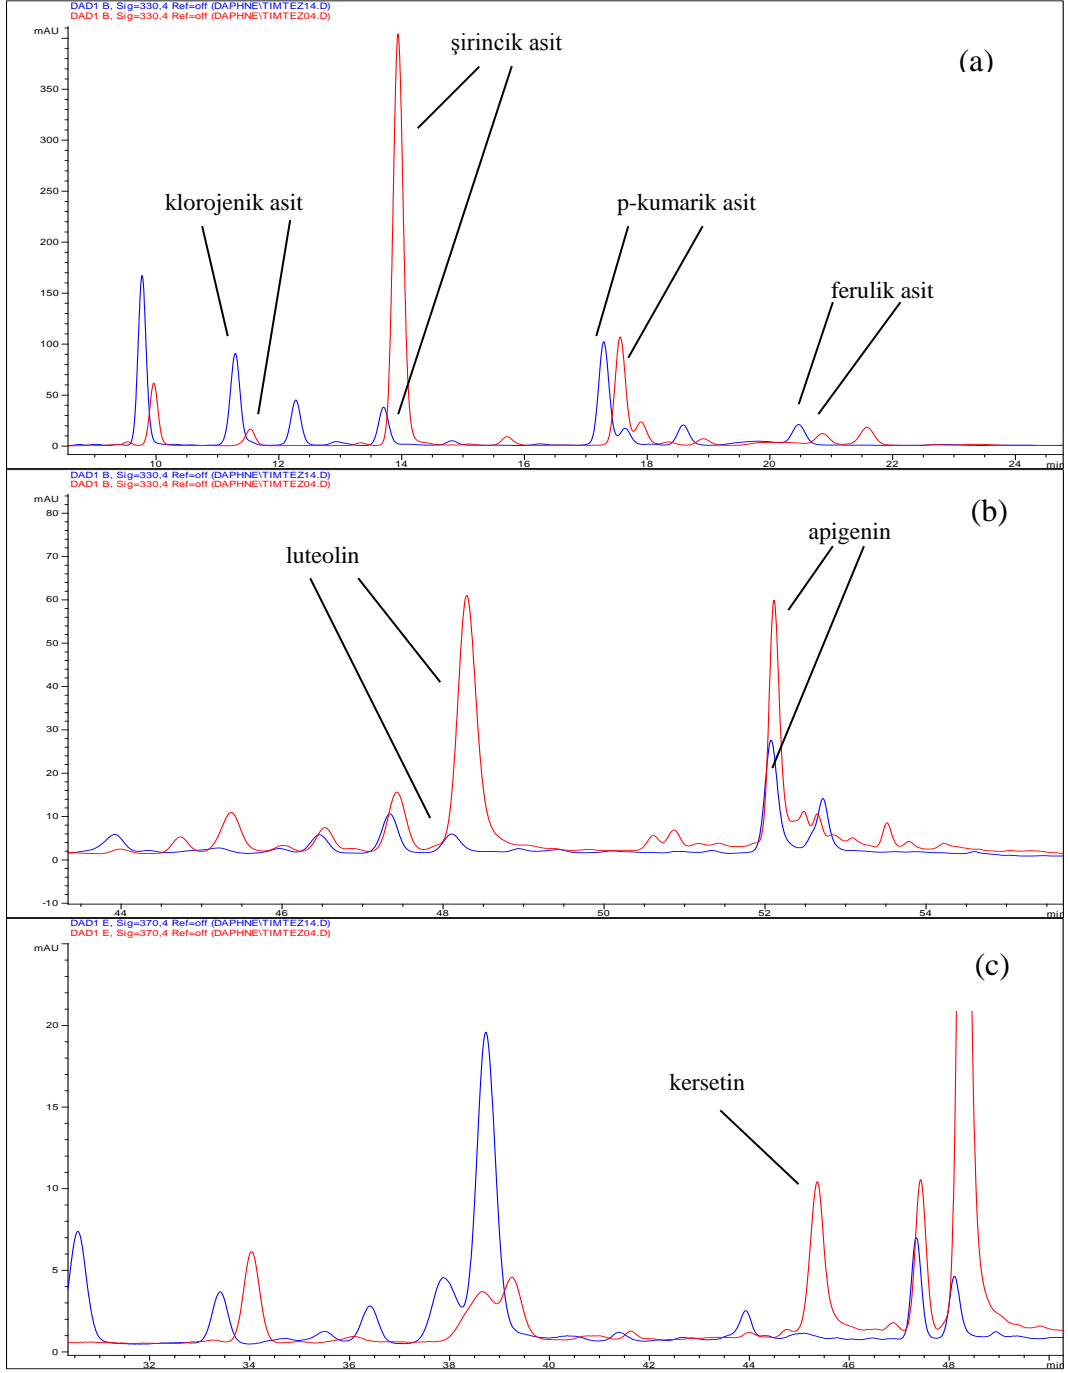 DAD1 B, Sig=330,4 Ref=off (DAPHNE\TIMTEZ14.D)
DAD1 B, Sig=330,4 Ref=off (DAPHNE\TIMTEZ04.D)
mAU
şirincik asit
(a)
350
300
250
klorojenik asit
p-kumarik asit
200
150
ferulik asit
100
50
0
10 12 14 16 18 20 22 24 min
DAD1 B, Sig=330,4 Ref=off (DAPHNE\TIMTEZ14.D)
DAD1 B, Sig=330,4 Ref=off (DAPHNE\TIMTEZ04.D)
mAU
80
(b)
apigenin
luteolin
70
60
50
40
30
20
10
0
-10
44 46 48 50 52 54 min
DAD1 E, Sig=370,4 Ref=off (DAPHNE\TIMTEZ14.D)
DAD1 E, Sig=370,4 Ref=off (DAPHNE\TIMTEZ04.D)
mAU
(c)
20
kersetin
15
10
5
0
32 34 36 38 40 42 44 46 48 min